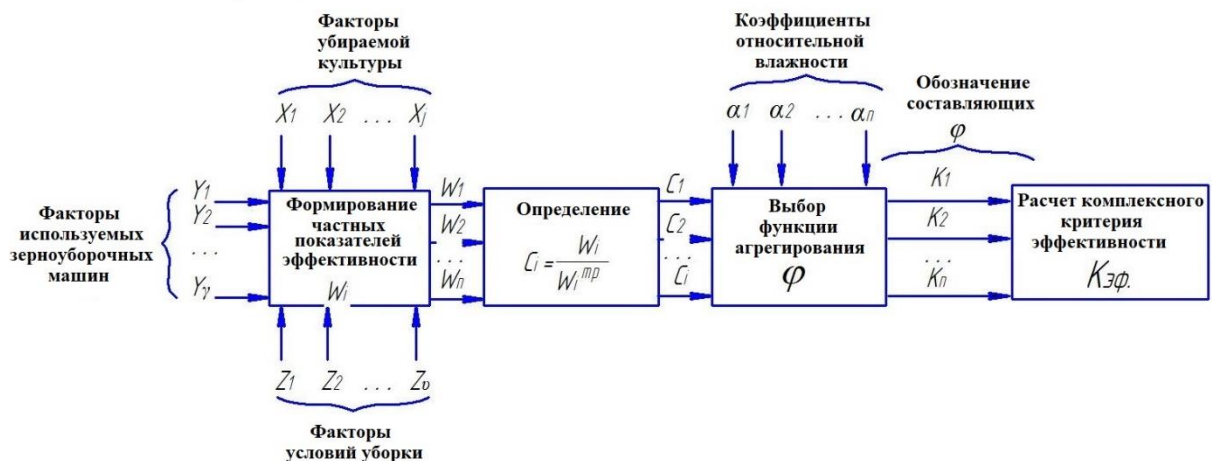 Факторы
убираемой
культуры
X1 X2 ... Xj
Коэффициенты
относительной
влажности
α1 α2 ... αn
Обозначение
составляющих
φ
Факторы
используемых
зерноуборочных
машин
Y1
Y2
...
Yγ
Формирование
частных
показателей
эффективности
Wi
W1
W2
...
Wn
Определение
Ci = Wi / Wi^тр
C1
C2
...
Ci
Выбор
функции
агрегирования
φ
K1
K2
...
Kn
Расчет комплексного
критерия
эффективности
Kэф.
Z1 Z2 ... Zυ
Факторы
условий уборки